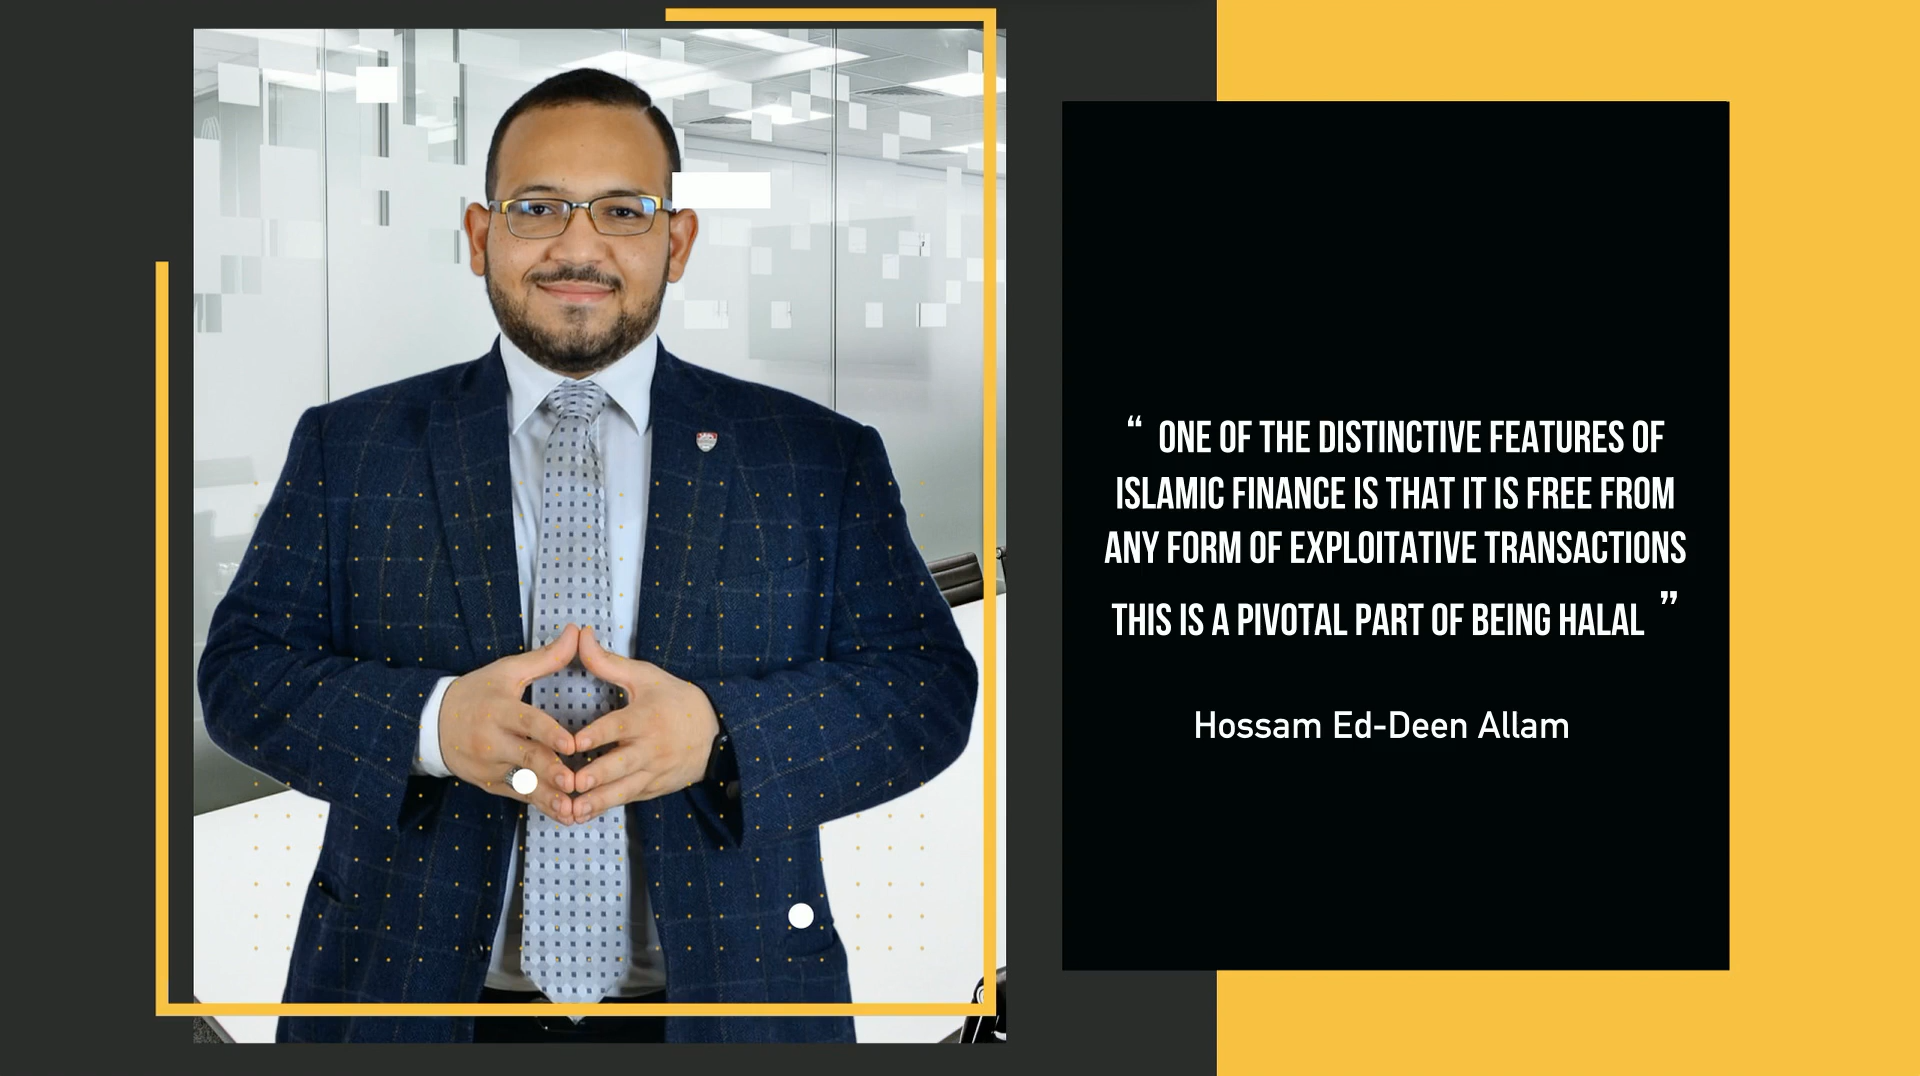 “ ONE OF THE DISTINCTIVE FEATURES OF
ISLAMIC FINANCE IS THAT IT IS FREE FROM
ANY FORM OF EXPLOITATIVE TRANSACTIONS
THIS IS A PIVOTAL PART OF BEING HALAL ”
Hossam Ed-Deen Allam